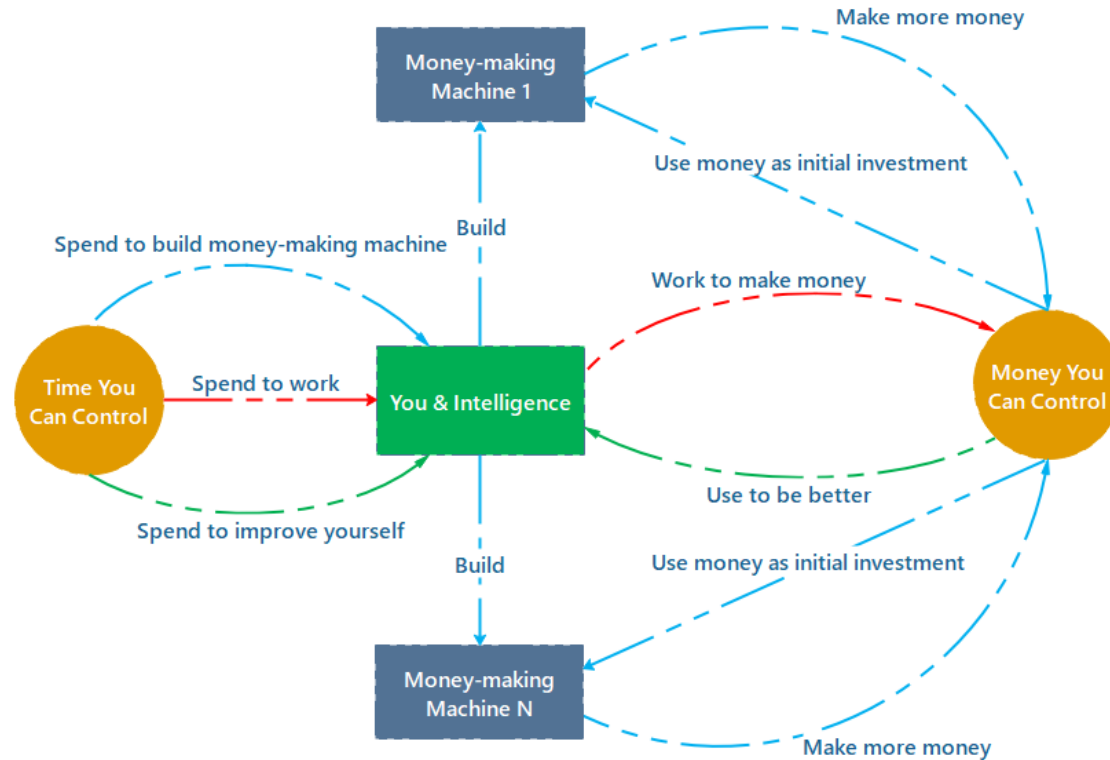 Make more money
Money-making
Machine 1
Use money as initial investment
Build
Spend to build money-making machine
Work to make money
Time You
Can Control
Spend to work
You & Intelligence
Money You
Can Control
Use to be better
Spend to improve yourself
Build
Use money as initial investment
Money-making
Machine N
Make more money